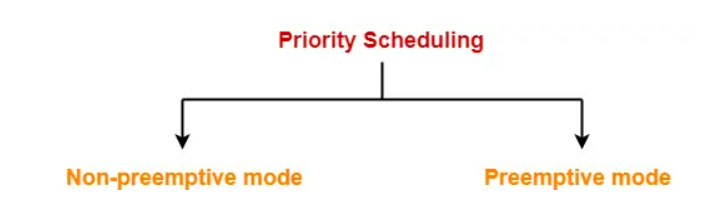 Priority Scheduling
Non-preemptive mode
Preemptive mode